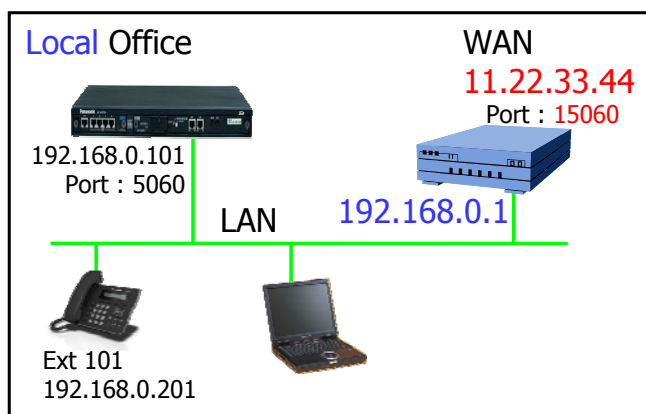 Local Office
WAN
11.22.33.44
Port : 15060
Panasonic
192.168.0.101
Port : 5060
192.168.0.1
LAN
Ext 101
192.168.0.201